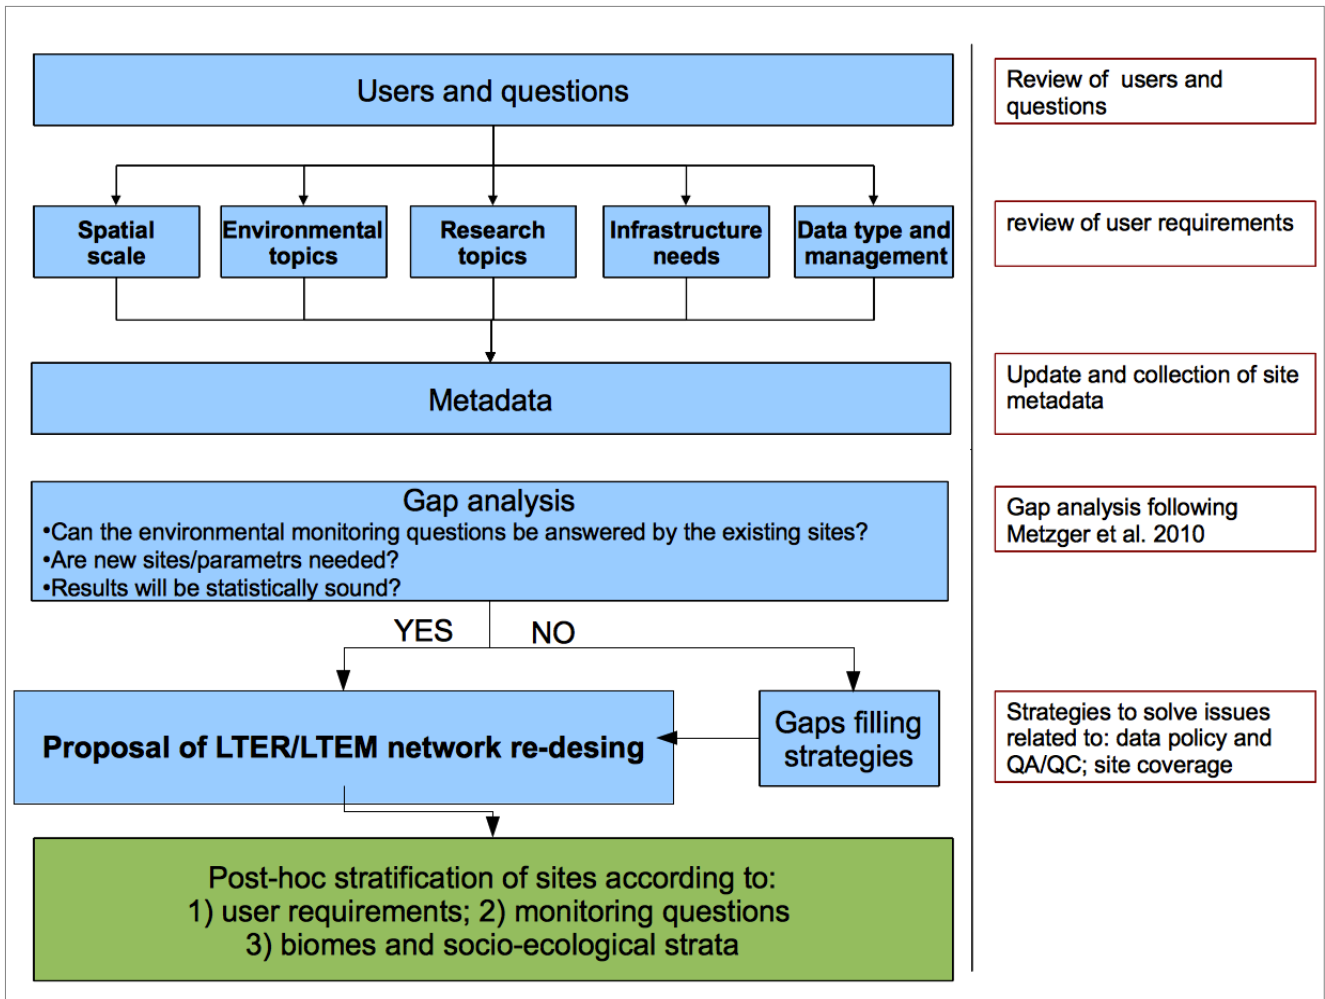 Users and questions
Review of users and
questions
Spatial
scale
Environmental
topics
Research
topics
Infrastructure
needs
Data type and
management
review of user requirements
Metadata
Update and collection of site
metadata
Gap analysis
•Can the environmental monitoring questions be answered by the existing sites?
•Are new sites/parametrs needed?
•Results will be statistically sound?
Gap analysis following
Metzger et al. 2010
YES
NO
Proposal of LTER/LTEM network re-desing
Gaps filling
strategies
Strategies to solve issues
related to: data policy and
QA/QC; site coverage
Post-hoc stratification of sites according to:
1) user requirements; 2) monitoring questions
3) biomes and socio-ecological strata